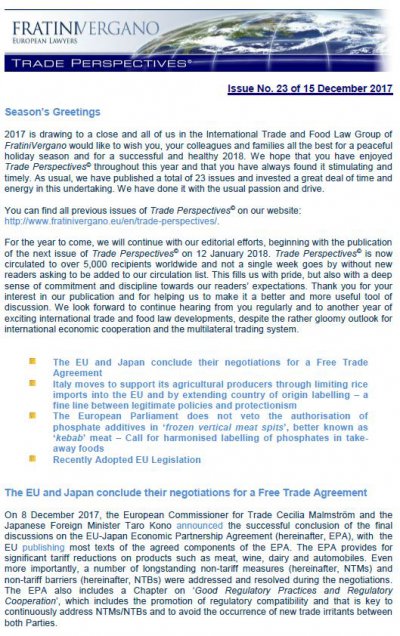 FRATINIVERGANO
EUROPEAN LAWYERS
TRADE PERSPECTIVES©
Issue No. 23 of 15 December 2017
Season's Greetings
2017 is drawing to a close and all of us in the International Trade and Food Law Group of
FratiniVergano would like to wish you, your colleagues and families all the best for a peaceful
holiday season and for a successful and healthy 2018. We hope that you have enjoyed
Trade Perspectives© throughout this year and that you have always found it stimulating and
timely. As usual, we have published a total of 23 issues and invested a great deal of time and
energy in this undertaking. We have done it with the usual passion and drive.
You can find all previous issues of Trade Perspectives© on our website:
http://www.fratinivergano.eu/en/trade-perspectives/.
For the year to come, we will continue with our editorial efforts, beginning with the publication
of the next issue of Trade Perspectives© on 12 January 2018. Trade Perspectives© is now
circulated to over 5,000 recipients worldwide and not a single week goes by without new
readers asking to be added to our circulation list. This fills us with pride, but also with a deep
sense of commitment and discipline towards our readers' expectations. Thank you for your
interest in our publication and for helping us to make it a better and more useful tool of
discussion. We look forward to continue hearing from you regularly and to another year of
exciting international trade and food law developments, despite the rather gloomy outlook for
international economic cooperation and the multilateral trading system.
The EU and Japan conclude their negotiations for a Free Trade
Agreement
Italy moves to support its agricultural producers through limiting rice
imports into the EU and by extending country of origin labelling – a
fine line between legitimate policies and protectionism
The European Parliament does not veto the authorisation of
phosphate additives in 'frozen vertical meat spits', better known as
'kebab' meat – Call for harmonised labelling of phosphates in take-
away foods
Recently Adopted EU Legislation
The EU and Japan conclude their negotiations for a Free Trade Agreement
On 8 December 2017, the European Commissioner for Trade Cecilia Malmström and the
Japanese Foreign Minister Taro Kono announced the successful conclusion of the final
discussions on the EU-Japan Economic Partnership Agreement (hereinafter, EPA), with the
EU publishing most texts of the agreed components of the EPA. The EPA provides for
significant tariff reductions on products such as meat, wine, dairy and automobiles. Even
more importantly, a number of longstanding non-tariff measures (hereinafter, NTMs) and
non-tariff barriers (hereinafter, NTBs) were addressed and resolved during the negotiations.
The EPA also includes a Chapter on 'Good Regulatory Practices and Regulatory
Cooperation', which includes the promotion of regulatory compatibility and that is key to
continuously address NTMs/NTBs and to avoid the occurrence of new trade irritants between
both Parties.